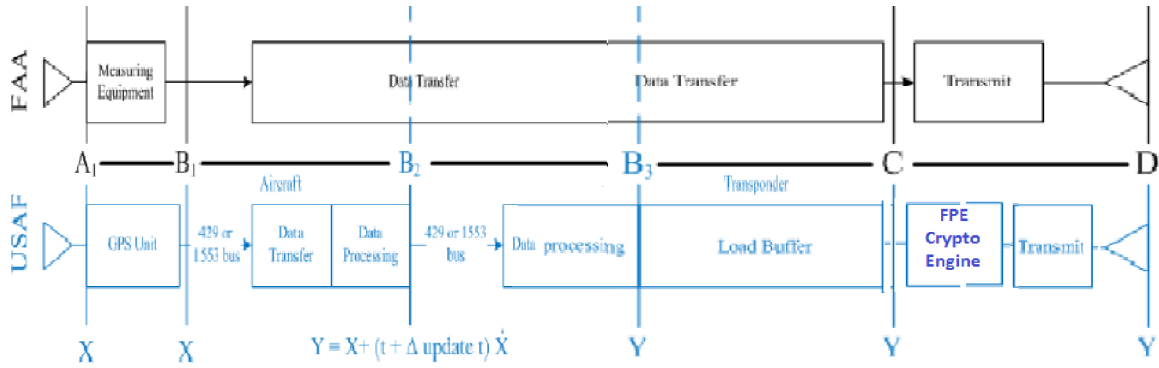 FAA
Measuring
Equipment
Data Transfer
Data Transfer
Transmit
A1
B1
B2
B3
C
D
Aircraft
Transponder
USAF
GPS Unit
429 or
1553 bus
Data
Transfer
Data
Processing
429 or 1553
bus
Data processing
Load Buffer
FPE
Crypto
Engine
Transmit
X
X
Y = X+ (t + Δ update t) Ẋ
Y
Y
Y